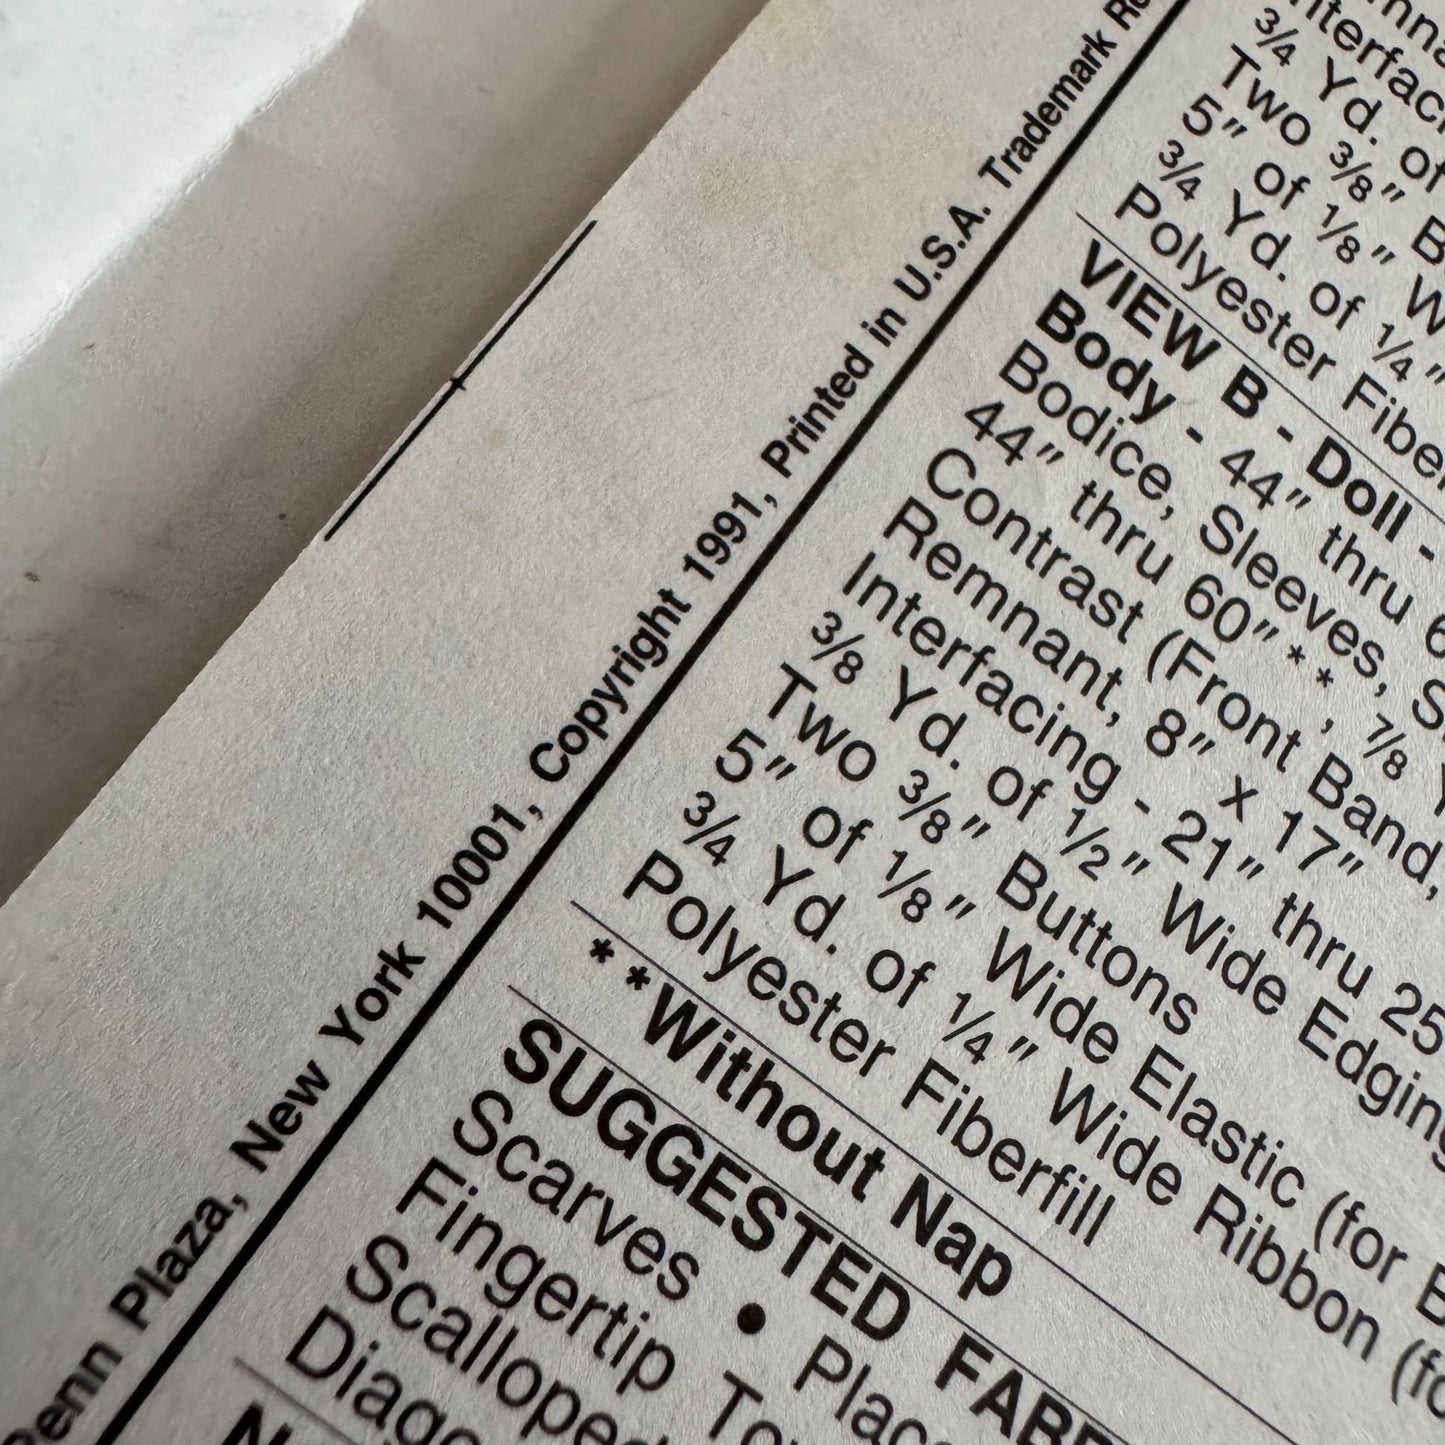 Penn Plaza, New York 10001, Copyright 1991, Printed in U.S.A. Trademark
3/4 Yd. of
Two 3/8" B
5" of 1/8" W
3/4 Yd. of 1/4"
Polyester Fiber
VIEW B - Doll -
Body - 44" thru 6
Bodice, Sleeves, S
44" thru 60"**, 7/8 Y
Contrast (Front Band,
Remnant, 8" x 17"
Interfacing - 21" thru 25
3/8 Yd. of 1/2" Wide Edging
Two 3/8" Buttons
5" of 1/8" Wide Elastic (for B
3/4 Yd. of 1/4" Wide Ribbon (fo
Polyester Fiberfill
**Without Nap
SUGGESTED FABR
Scarves • Plac
Fingertip To
Scalloped
Diago